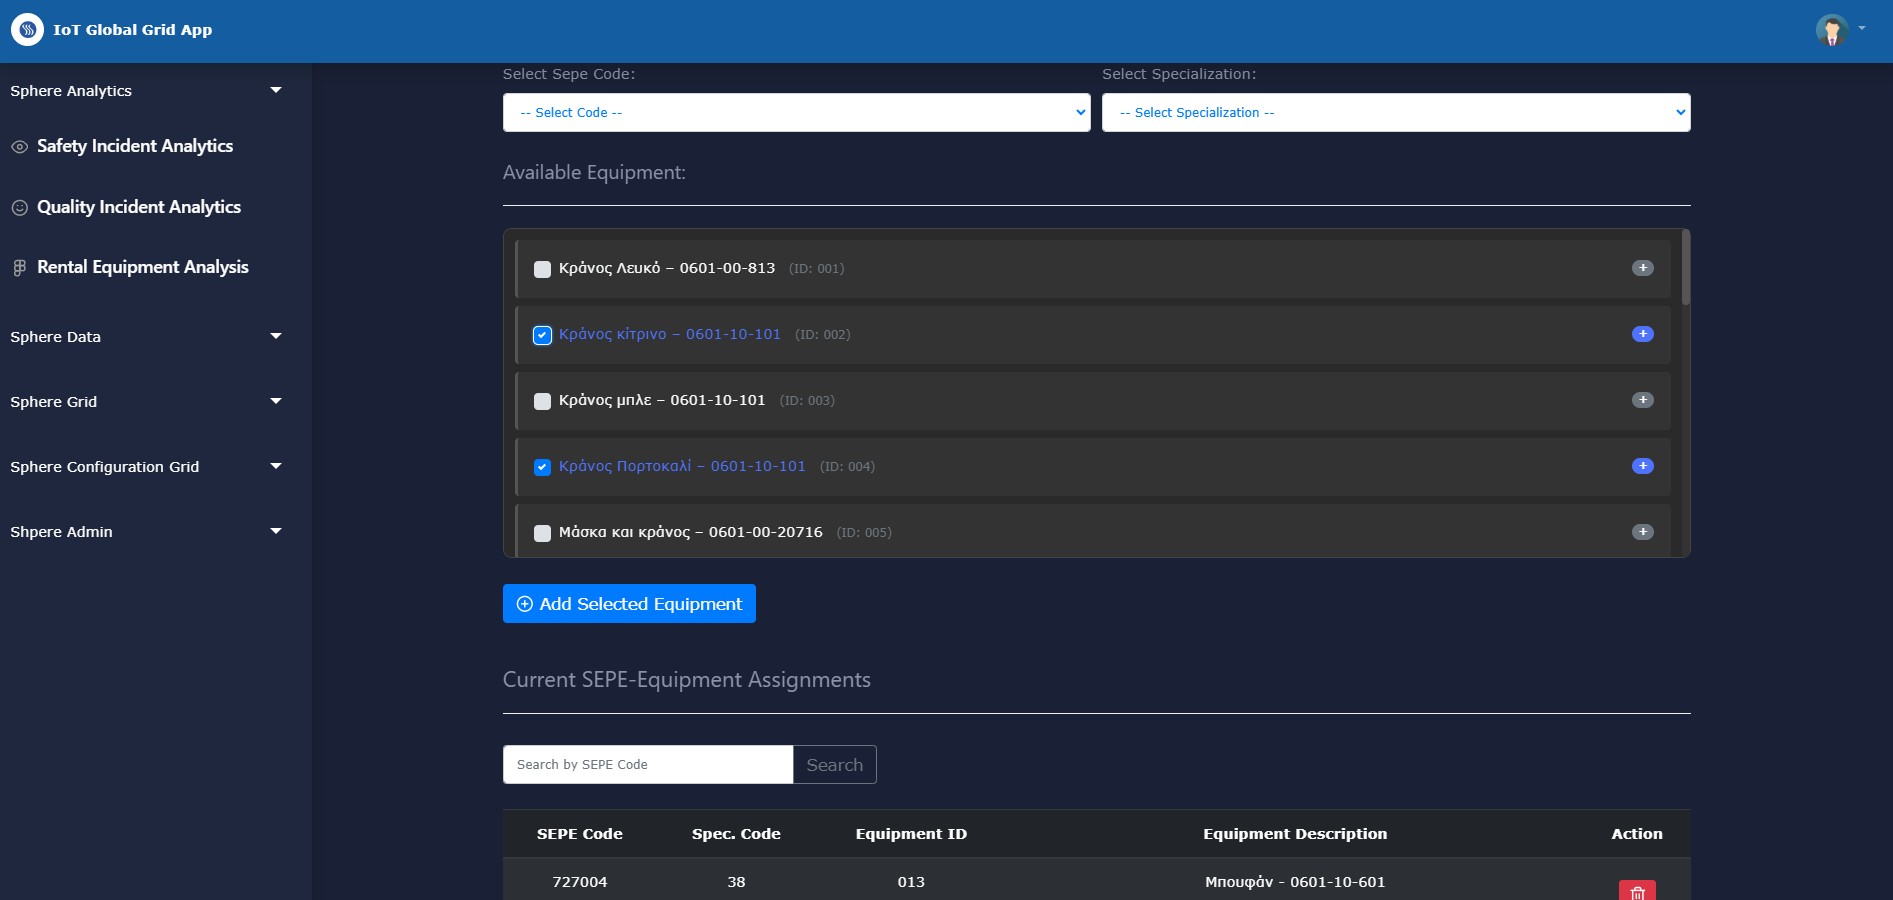 IoT Global Grid App
Sphere Analytics
Safety Incident Analytics
Quality Incident Analytics
Rental Equipment Analysis
Sphere Data
Sphere Grid
Sphere Configuration Grid
Shpere Admin
Select Sepe Code:
Select Specialization:
-- Select Code --
-- Select Specialization --
Available Equipment:
Κράνος Λευκό – 0601-00-813 (ID: 001) +
Κράνος κίτρινο – 0601-10-101 (ID: 002) +
Κράνος μπλε – 0601-10-101 (ID: 003) +
Κράνος Πορτοκαλί – 0601-10-101 (ID: 004) +
Μάσκα και κράνος – 0601-00-20716 (ID: 005) +
Add Selected Equipment
Current SEPE-Equipment Assignments
Search by SEPE Code
Search
SEPE Code Spec. Code Equipment ID Equipment Description Action
727004 38 013 Μπουφάν - 0601-10-601